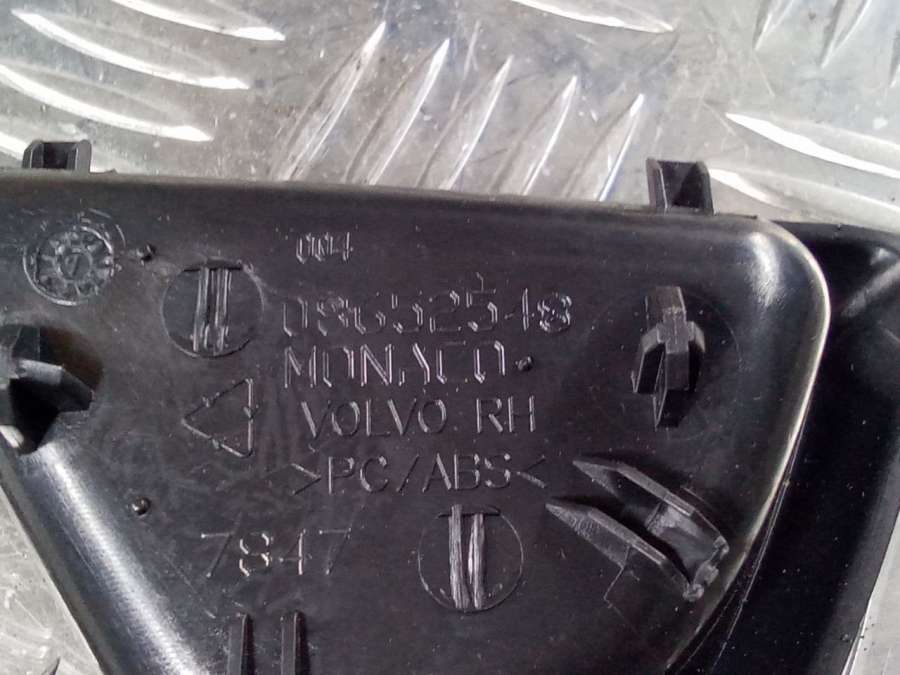 004
08652548
MONACO.
VOLVO RH
>PC/ABS<
7847